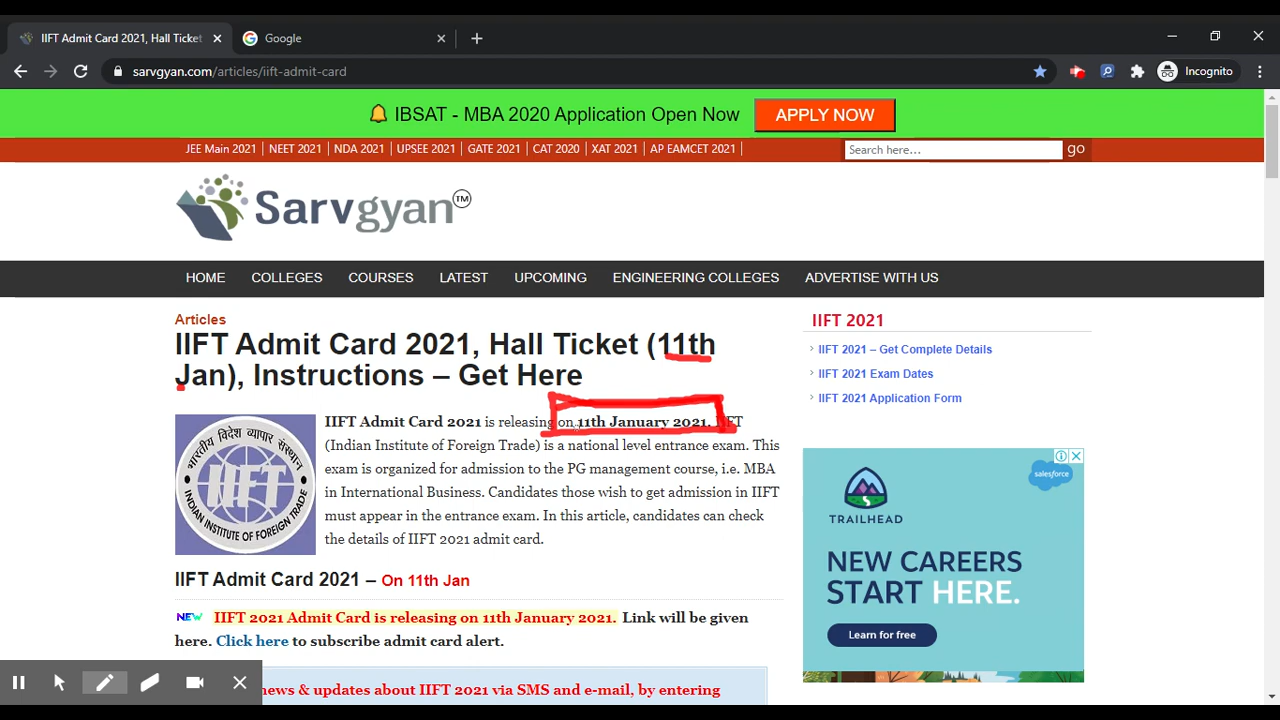 IIFT Admit Card 2021, Hall Ticket
Google
sarvgyan.com/articles/iift-admit-card
Incognito
IBSAT - MBA 2020 Application Open Now
APPLY NOW
JEE Main 2021 | NEET 2021 | NDA 2021 | UPSEE 2021 | GATE 2021 | CAT 2020 | XAT 2021 | AP EAMCET 2021 |
Search here...
go
Sarvgyan TM
HOME COLLEGES COURSES LATEST UPCOMING ENGINEERING COLLEGES ADVERTISE WITH US
Articles
IIFT Admit Card 2021, Hall Ticket (11th
Jan), Instructions – Get Here
IIFT Admit Card 2021 is releasing on 11th January 2021. IIFT
(Indian Institute of Foreign Trade) is a national level entrance exam. This
exam is organized for admission to the PG management course, i.e. MBA
in International Business. Candidates those wish to get admission in IIFT
must appear in the entrance exam. In this article, candidates can check
the details of IIFT 2021 admit card.
भारतीय विदेश व्यापार संस्थान
IIFT
INDIAN INSTITUTE OF FOREIGN TRADE
IIFT Admit Card 2021 – On 11th Jan
NEW IIFT 2021 Admit Card is releasing on 11th January 2021. Link will be given
here. Click here to subscribe admit card alert.
news & updates about IIFT 2021 via SMS and e-mail, by entering
IIFT 2021
IIFT 2021 – Get Complete Details
IIFT 2021 Exam Dates
IIFT 2021 Application Form
salesforce
TRAILHEAD
NEW CAREERS
START HERE.
Learn for free